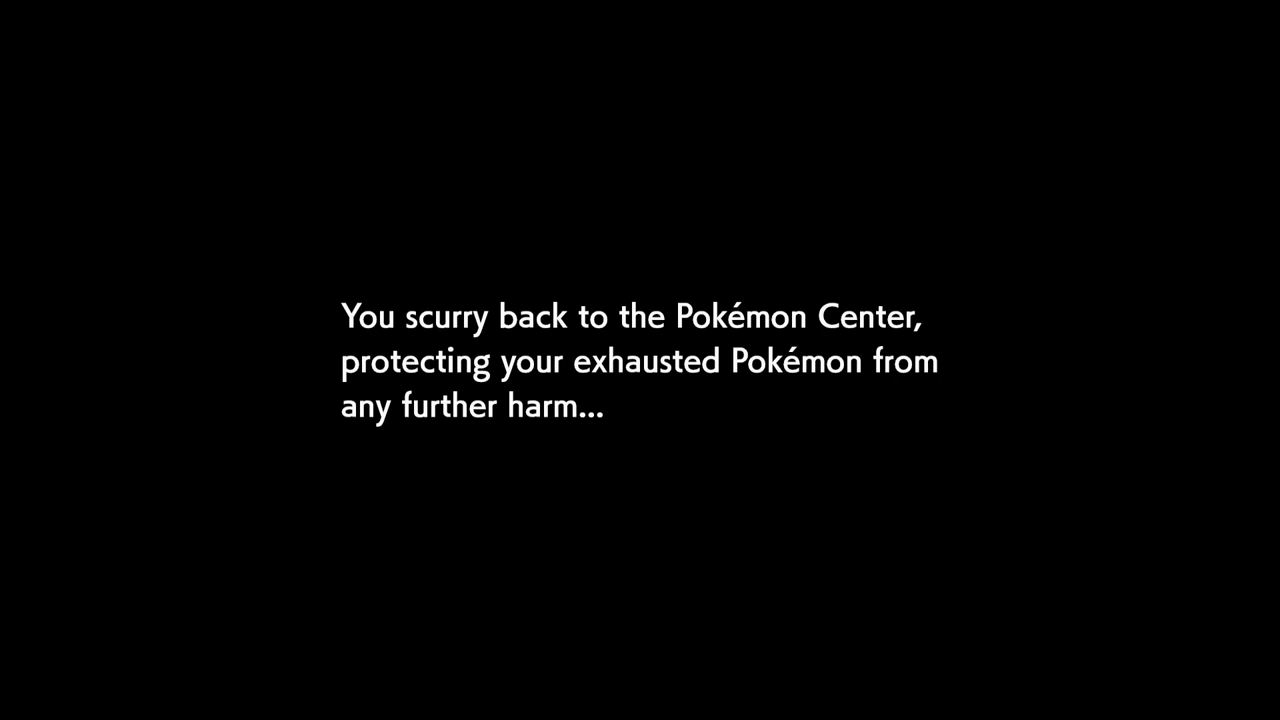 You scurry back to the Pokémon Center,
protecting your exhausted Pokémon from
any further harm...